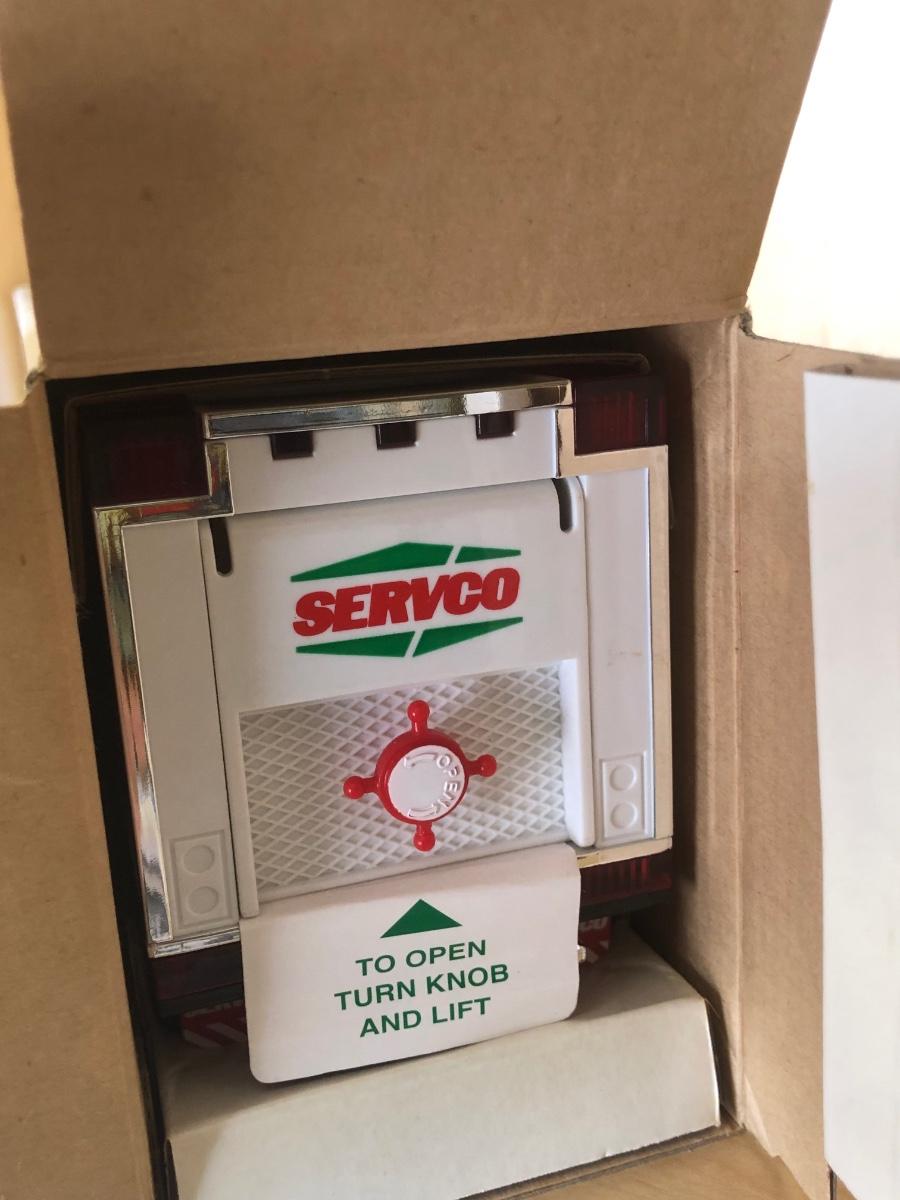 SERVCO
OPEN
TO OPEN
TURN KNOB
AND LIFT